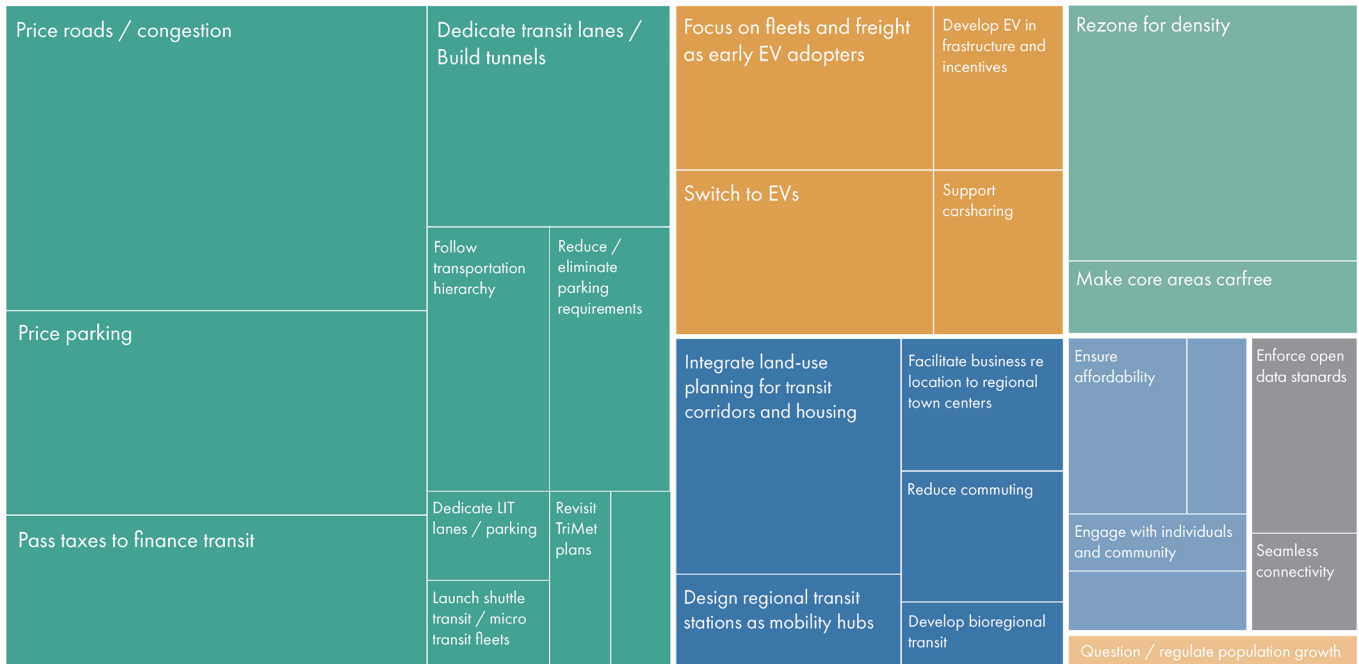 Price roads / congestion
Price parking
Pass taxes to finance transit
Dedicate transit lanes /
Build tunnels
Follow
transportation
hierarchy
Reduce /
eliminate
parking
requirements
Dedicate LIT
lanes / parking
Revisit
TriMet
plans
Launch shuttle
transit / micro
transit fleets
Focus on fleets and freight
as early EV adopters
Develop EV in
frastructure and
incentives
Switch to EVs
Support
carsharing
Integrate land-use
planning for transit
corridors and housing
Facilitate business re
location to regional
town centers
Reduce commuting
Design regional transit
stations as mobility hubs
Develop bioregional
transit
Rezone for density
Make core areas carfree
Ensure
affordability
Engage with individuals
and community
Enforce open
data stanards
Seamless
connectivity
Question / regulate population growth